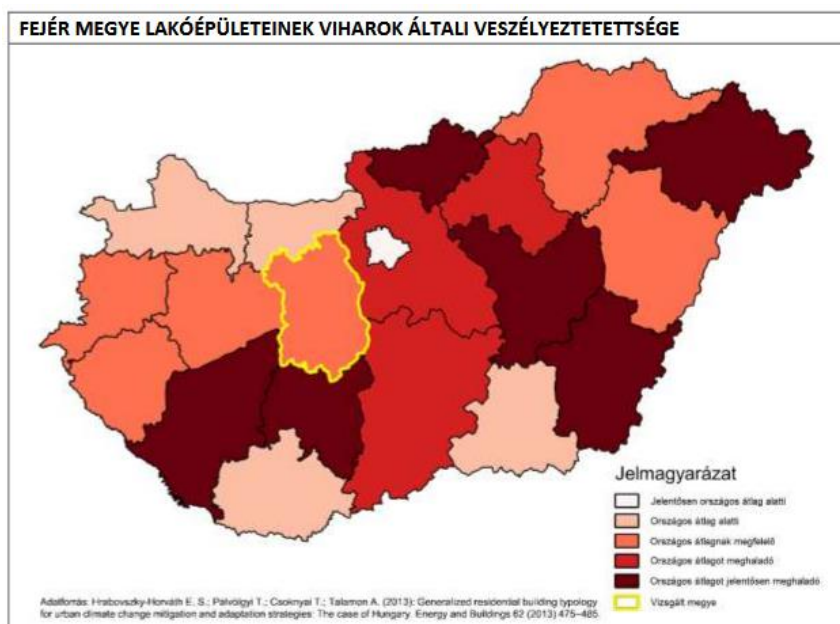 FEJÉR MEGYE LAKÓÉPÜLETEINEK VIHAROK ÁLTALI VESZÉLYEZTETETTSÉGE
Jelmagyarázat
Jelentősen országos átlag alatti
Országos átlag alatti
Országos átlagnak megfelelő
Országos átlagot meghaladó
Országos átlagot jelentősen meghaladó
Vizsgált megye
Adatforrás: Hrabovszky-Horváth E. S.; Pálvölgyi T.; Csoknyai T.; Talamon A. (2013): Generalized residential building typology
for urban climate change mitigation and adaptation strategies: The case of Hungary. Energy and Buildings 62 (2013) 475–485